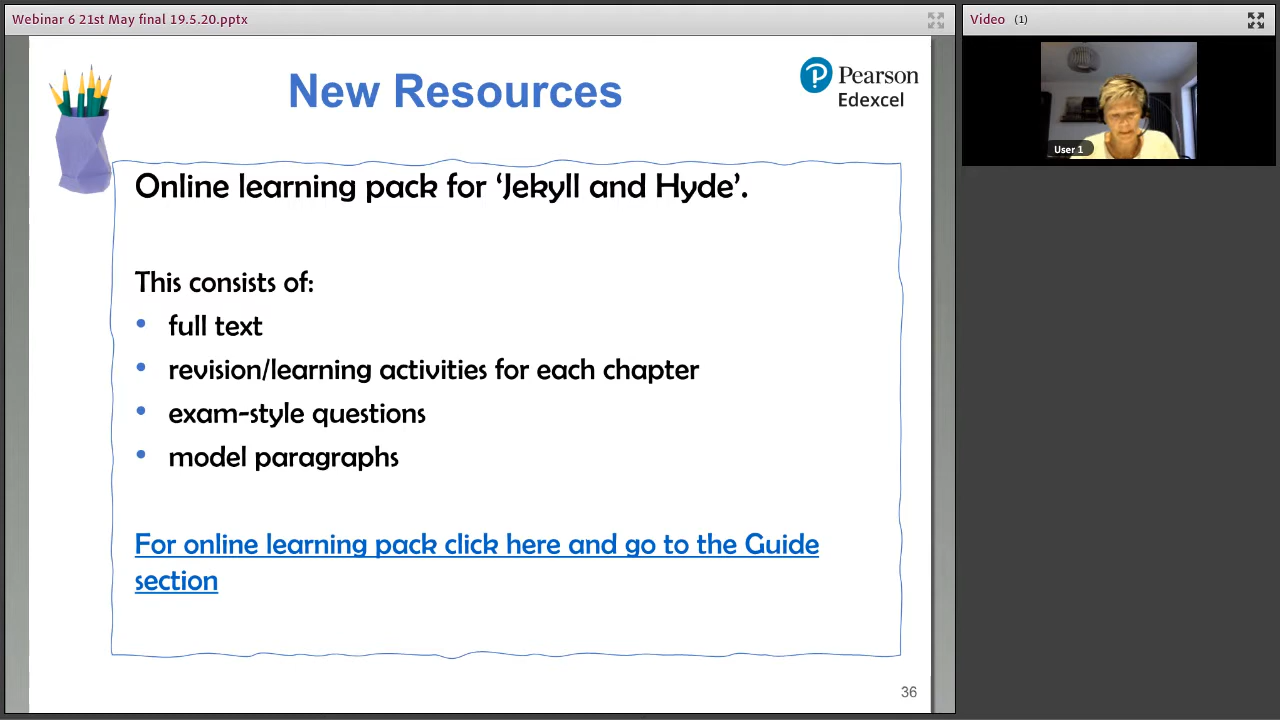 Webinar 6 21st May final 19.5.20.pptx
Video (1)
User 1
New Resources
Pearson
Edexcel
Online learning pack for ‘Jekyll and Hyde’.
This consists of:
• full text
• revision/learning activities for each chapter
• exam-style questions
• model paragraphs
For online learning pack click here and go to the Guide
section
36